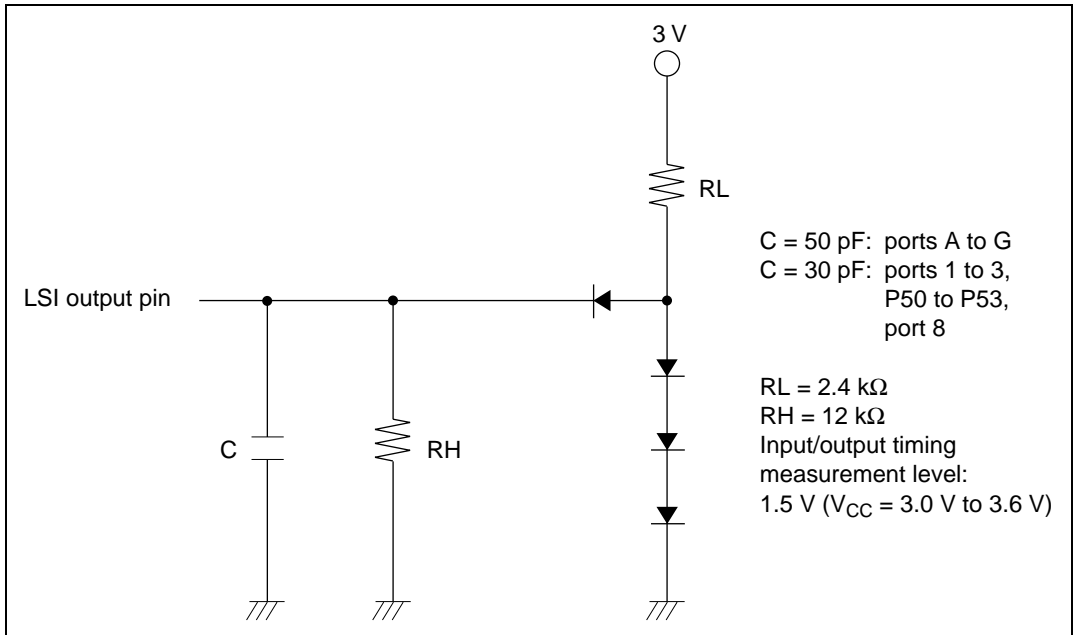 3 V
RL
C = 50 pF: ports A to G
C = 30 pF: ports 1 to 3,
P50 to P53,
port 8
LSI output pin
RL = 2.4 kΩ
RH = 12 kΩ
Input/output timing
measurement level:
1.5 V (VCC = 3.0 V to 3.6 V)
C
RH